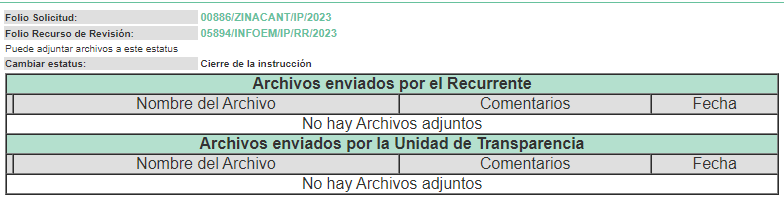 Folio Solicitud: 00886/ZINACANT/IP/2023
Folio Recurso de Revisión: 05894/INFOEM/IP/RR/2023
Puede adjuntar archivos a este estatus
Cambiar estatus: Cierre de la instrucción
Archivos enviados por el Recurrente
Nombre del Archivo Comentarios Fecha
No hay Archivos adjuntos
Archivos enviados por la Unidad de Transparencia
Nombre del Archivo Comentarios Fecha
No hay Archivos adjuntos